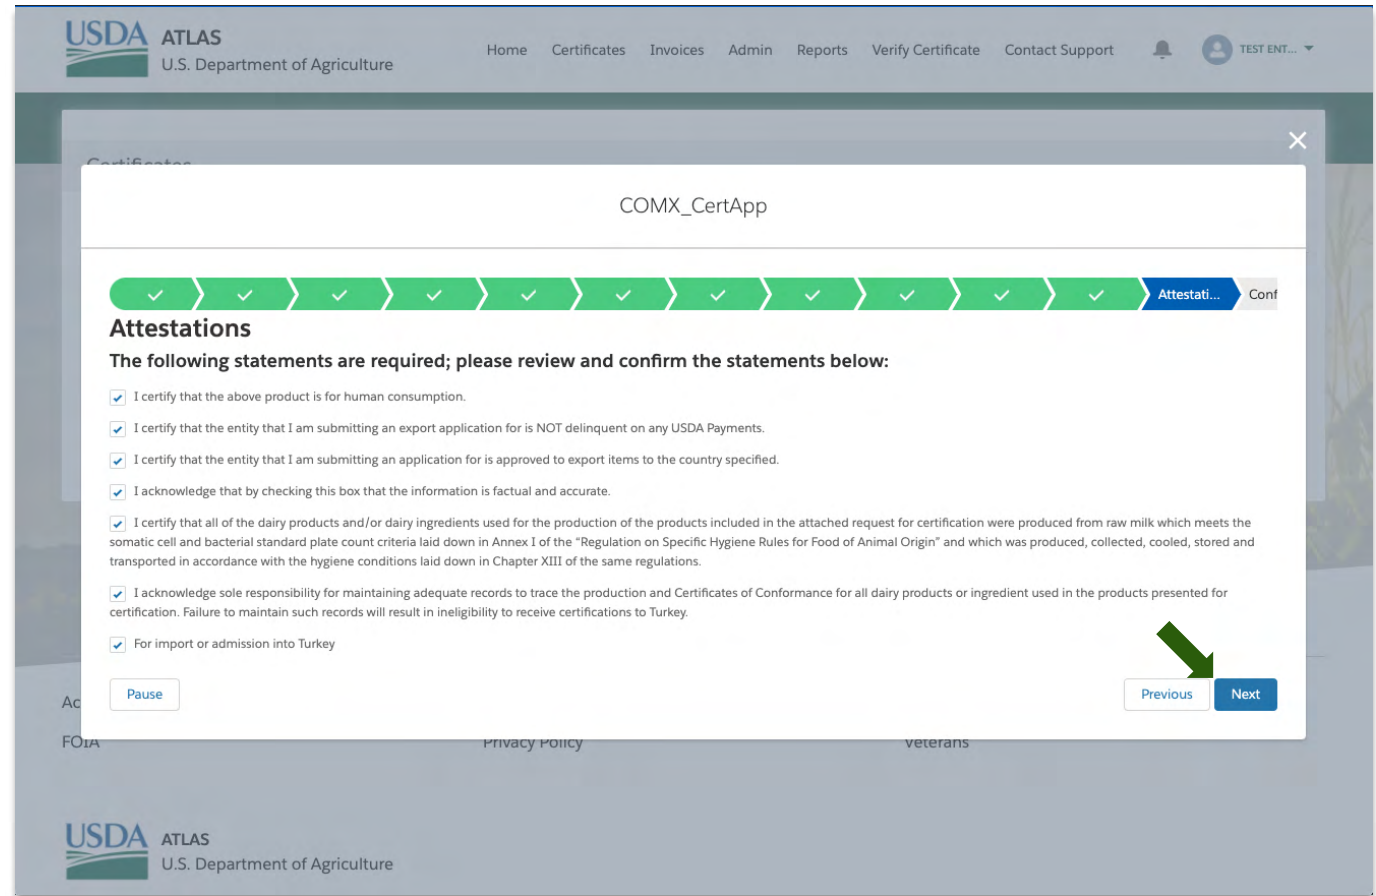 USDA ATLAS
U.S. Department of Agriculture
Home Certificates Invoices Admin Reports Verify Certificate Contact Support TEST ENT...
Certificates
COMX_CertApp
Attestati... Conf
Attestations
The following statements are required; please review and confirm the statements below:
I certify that the above product is for human consumption.
I certify that the entity that I am submitting an export application for is NOT delinquent on any USDA Payments.
I certify that the entity that I am submitting an application for is approved to export items to the country specified.
I acknowledge that by checking this box that the information is factual and accurate.
I certify that all of the dairy products and/or dairy ingredients used for the production of the products included in the attached request for certification were produced from raw milk which meets the
somatic cell and bacterial standard plate count criteria laid down in Annex I of the “Regulation on Specific Hygiene Rules for Food of Animal Origin” and which was produced, collected, cooled, stored and
transported in accordance with the hygiene conditions laid down in Chapter XIII of the same regulations.
I acknowledge sole responsibility for maintaining adequate records to trace the production and Certificates of Conformance for all dairy products or ingredient used in the products presented for
certification. Failure to maintain such records will result in ineligibility to receive certifications to Turkey.
For import or admission into Turkey
Pause Previous Next
Ac
FOIA Privacy Policy Veterans
USDA ATLAS
U.S. Department of Agriculture